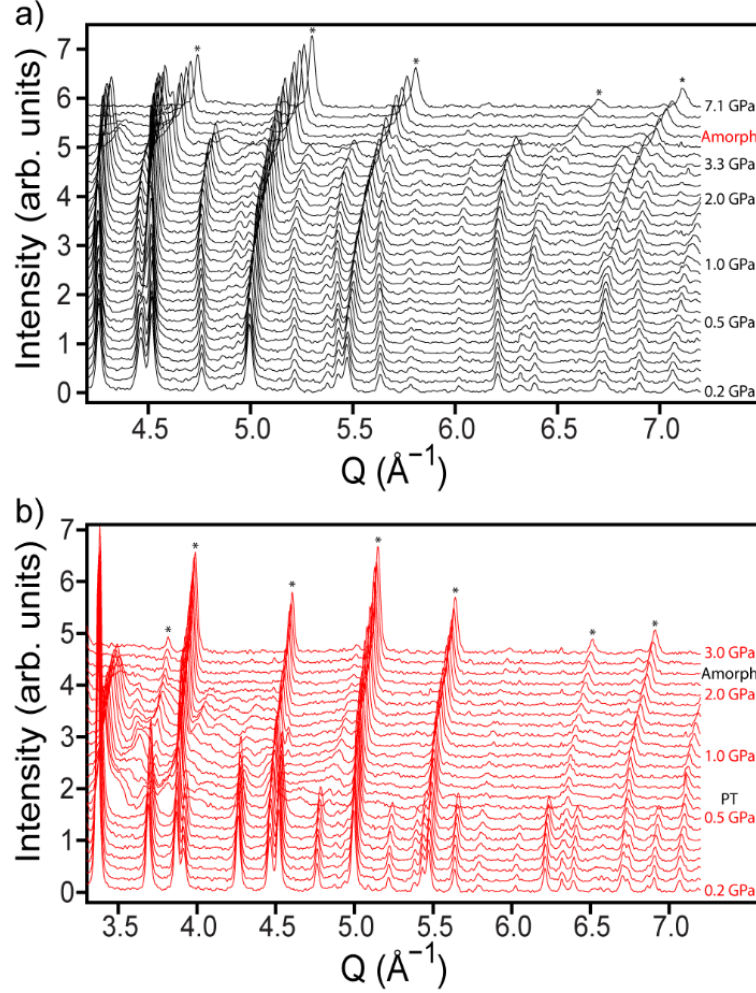 a)
Intensity (arb. units)
7
6
5
4
3
2
1
0
* * * * *
7.1 GPa
Amorph
3.3 GPa
2.0 GPa
1.0 GPa
0.5 GPa
0.2 GPa
4.5 5.0 5.5 6.0 6.5 7.0
Q (Å⁻¹)
b)
Intensity (arb. units)
7
6
5
4
3
2
1
0
* * * * * * *
3.0 GPa
Amorph
2.0 GPa
1.0 GPa
PT
0.5 GPa
0.2 GPa
3.5 4.0 4.5 5.0 5.5 6.0 6.5 7.0
Q (Å⁻¹)